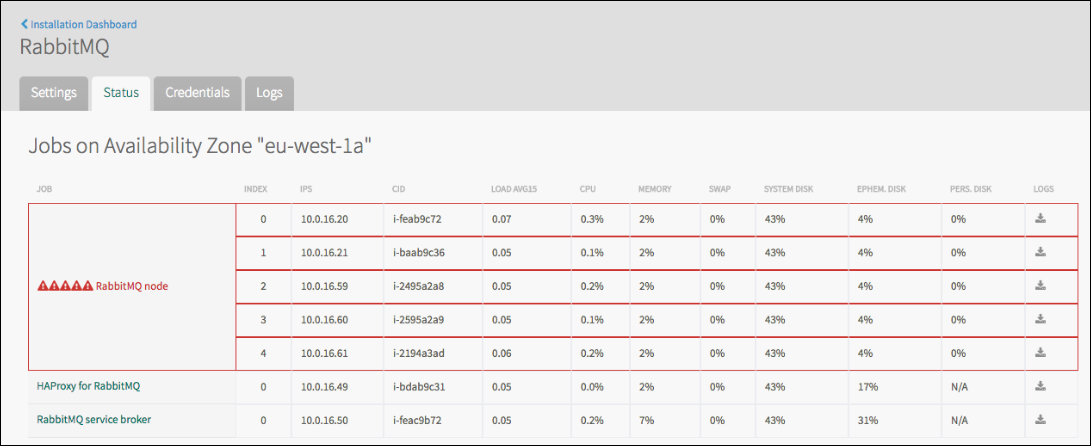 Installation Dashboard
RabbitMQ
Settings Status Credentials Logs
Jobs on Availability Zone "eu-west-1a"
JOB INDEX IPS CID LOAD AVG15 CPU MEMORY SWAP SYSTEM DISK EPHEM. DISK PERS. DISK LOGS
0 10.0.16.20 i-feab9c72 0.07 0.3% 2% 0% 43% 4% 0%
1 10.0.16.21 i-baab9c36 0.05 0.1% 2% 0% 43% 4% 0%
RabbitMQ node 2 10.0.16.59 i-2495a2a8 0.05 0.2% 2% 0% 43% 4% 0%
3 10.0.16.60 i-2595a2a9 0.05 0.1% 2% 0% 43% 4% 0%
4 10.0.16.61 i-2194a3ad 0.06 0.2% 2% 0% 43% 4% 0%
HAProxy for RabbitMQ 0 10.0.16.49 i-bdab9c31 0.05 0.0% 2% 0% 43% 17% N/A
RabbitMQ service broker 0 10.0.16.50 i-feac9b72 0.05 0.2% 7% 0% 43% 31% N/A